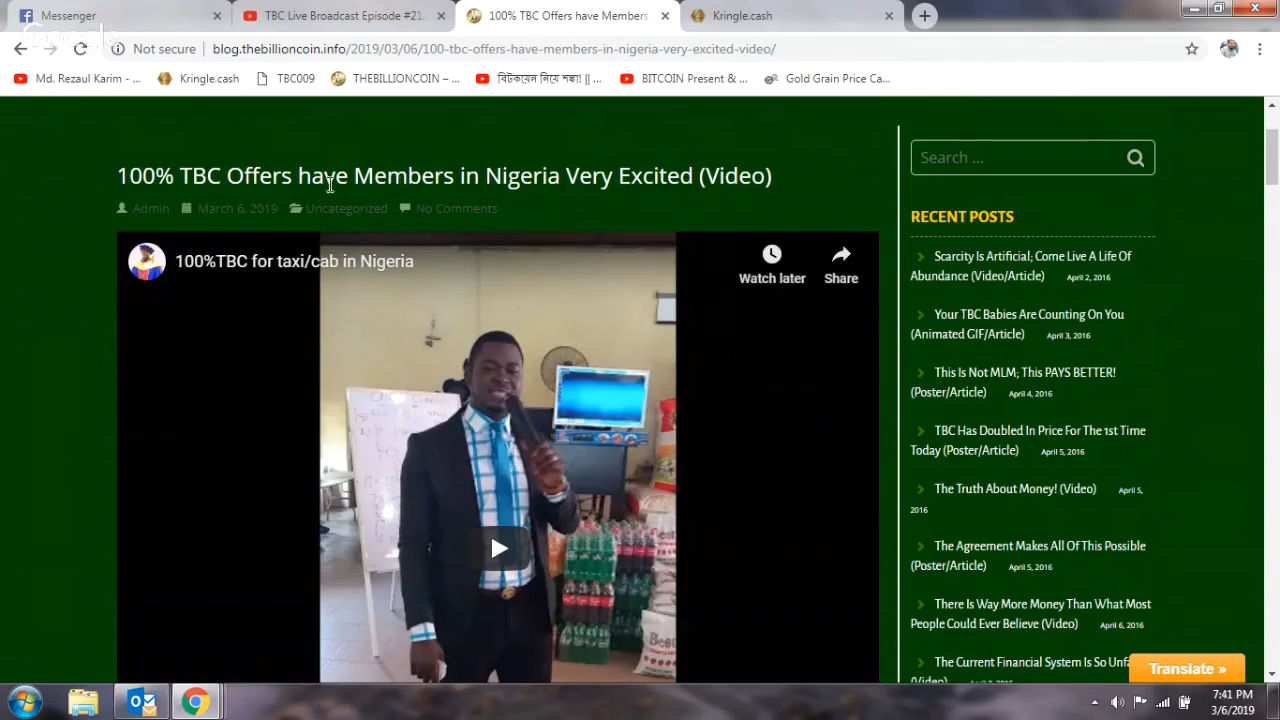 Messenger
TBC Live Broadcast Episode #21
100% TBC Offers have Members
Kringle.cash
Not secure
blog.thebillioncoin.info/2019/03/06/100-tbc-offers-have-members-in-nigeria-very-excited-video/
Md. Rezaul Karim - ...
Kringle.cash
TBC009
THEBILLIONCOIN – ...
বিটকয়েন নিয়ে শঙ্কা! || ...
BITCOIN Present & ...
Gold Grain Price Ca...
100% TBC Offers have Members in Nigeria Very Excited (Video)
Admin March 6, 2019 Uncategorized No Comments
100%TBC for taxi/cab in Nigeria
Watch later
Share
Search ...
RECENT POSTS
Scarcity Is Artificial; Come Live A Life Of
Abundance (Video/Article) April 2, 2016
Your TBC Babies Are Counting On You
(Animated GIF/Article) April 3, 2016
This Is Not MLM; This PAYS BETTER!
(Poster/Article) April 4, 2016
TBC Has Doubled In Price For The 1st Time
Today (Poster/Article) April 5, 2016
The Truth About Money! (Video) April 5,
2016
The Agreement Makes All Of This Possible
(Poster/Article) April 5, 2016
There Is Way More Money Than What Most
People Could Ever Believe (Video) April 6, 2016
The Current Financial System Is So
(Video)
Translate »
7:41 PM
3/6/2019